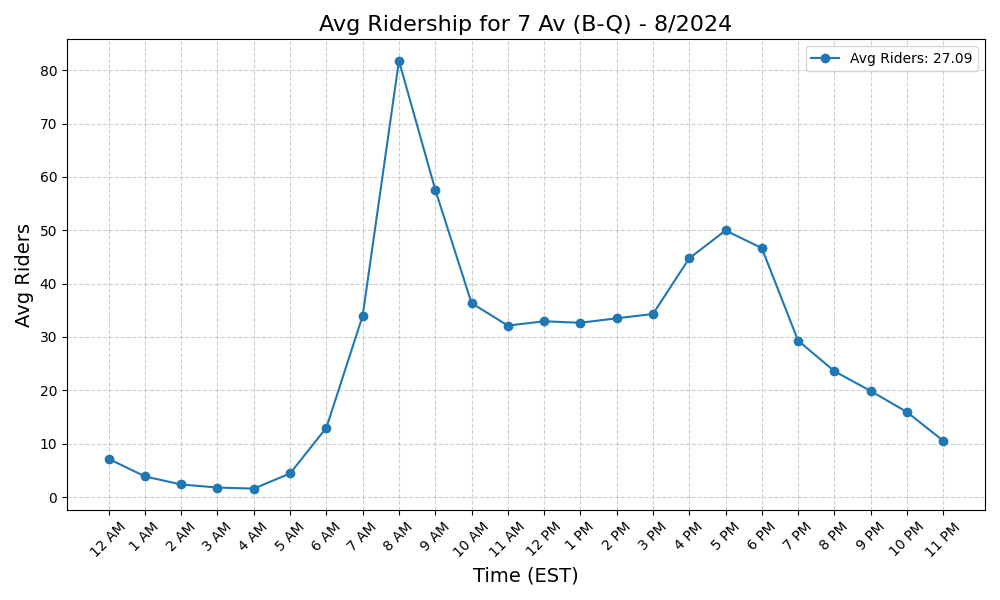 Avg Ridership for 7 Av (B-Q) - 8/2024
Avg Riders: 27.09
Avg Riders
80
70
60
50
40
30
20
10
0
12 AM
1 AM
2 AM
3 AM
4 AM
5 AM
6 AM
7 AM
8 AM
9 AM
10 AM
11 AM
12 PM
1 PM
2 PM
3 PM
4 PM
5 PM
6 PM
7 PM
8 PM
9 PM
10 PM
11 PM
Time (EST)